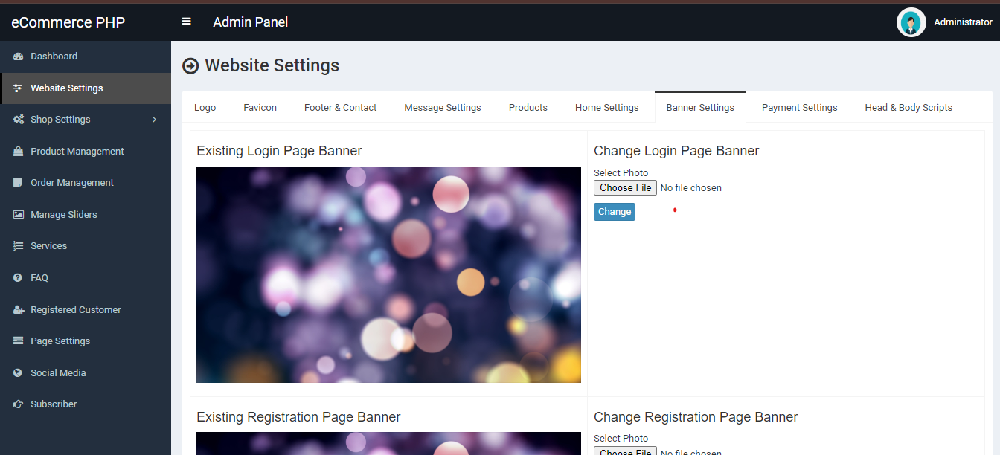 eCommerce PHP
Admin Panel
Administrator
Dashboard
Website Settings
Shop Settings
Product Management
Order Management
Manage Sliders
Services
FAQ
Registered Customer
Page Settings
Social Media
Subscriber
Website Settings
Logo Favicon Footer & Contact Message Settings Products Home Settings Banner Settings Payment Settings Head & Body Scripts
Existing Login Page Banner
Change Login Page Banner
Select Photo
Choose File No file chosen
Change
Existing Registration Page Banner
Change Registration Page Banner
Select Photo
Choose File No file chosen